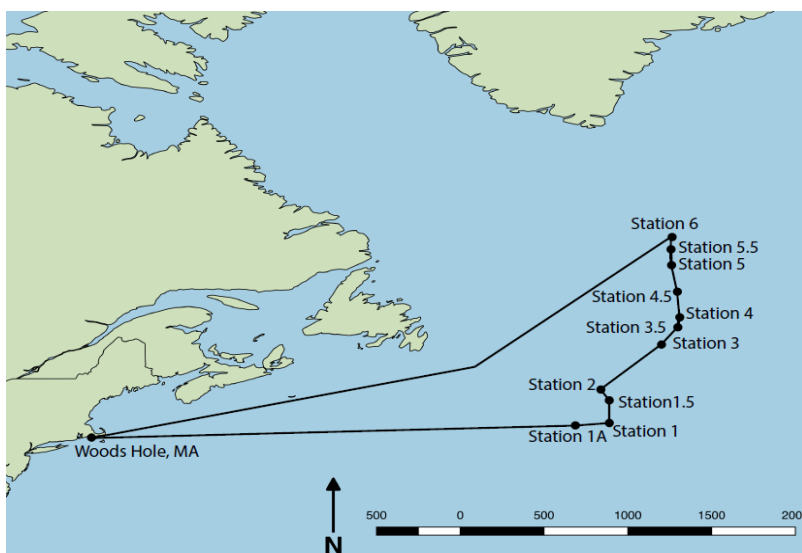 Station 6
Station 5.5
Station 5
Station 4.5
Station 4
Station 3.5
Station 3
Station 2
Station1.5
Station 1
Station 1A
Woods Hole, MA
500 0 500 1000 1500 200
N